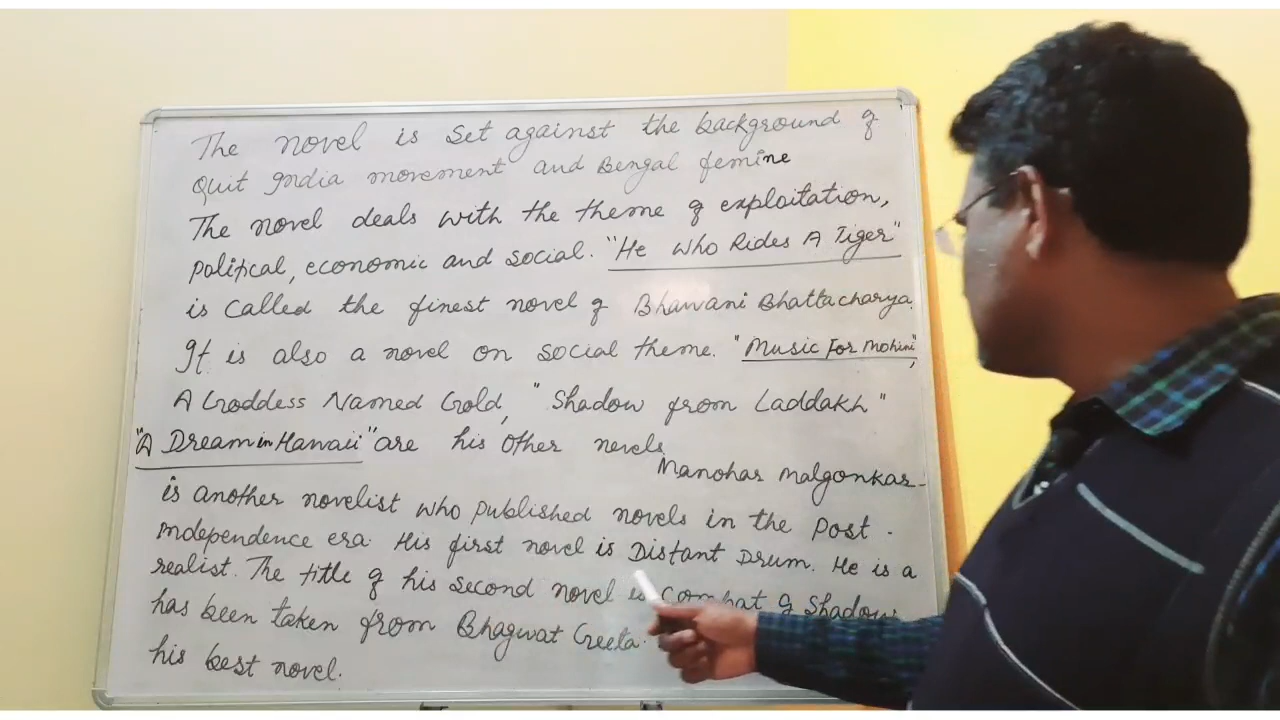 The novel is set against the background of
Quit India movement and Bengal femine
The novel deals with the theme of exploitation,
political, economic and social. "He Who Rides A Tiger"
is called the finest novel of Bhawani Bhattacharya.
It is also a novel on social theme. "Music For Mohini",
A Goddess Named Gold, "Shadow from Laddakh"
"A Dream in Hawaii" are his other novels.
Manohar Malgonkar-
is another novelist who published novels in the post-
independence era. His first novel is Distant Drum. He is a
realist. The title of his second novel is Combat of Shadow
has been taken from Bhagwat Geeta.
his best novel.